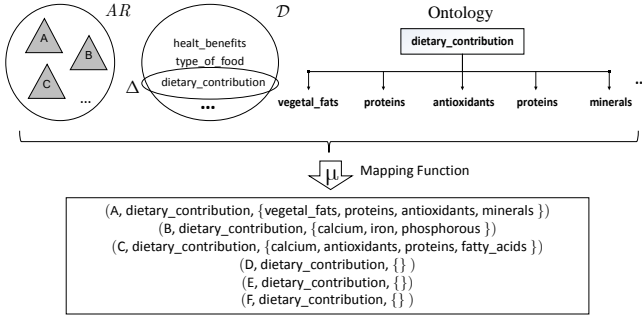 AR
A
B
C
...
𝒟
healt_benefits
type_of_food
Δ
dietary_contribution
...
Ontology
dietary_contribution
vegetal_fats proteins antioxidants proteins minerals
...
μ Mapping Function
(A, dietary_contribution, {vegetal_fats, proteins, antioxidants, minerals })
(B, dietary_contribution, {calcium, iron, phosphorous })
(C, dietary_contribution, {calcium, antioxidants, proteins, fatty_acids })
(D, dietary_contribution, {} )
(E, dietary_contribution, {})
(F, dietary_contribution, {} )